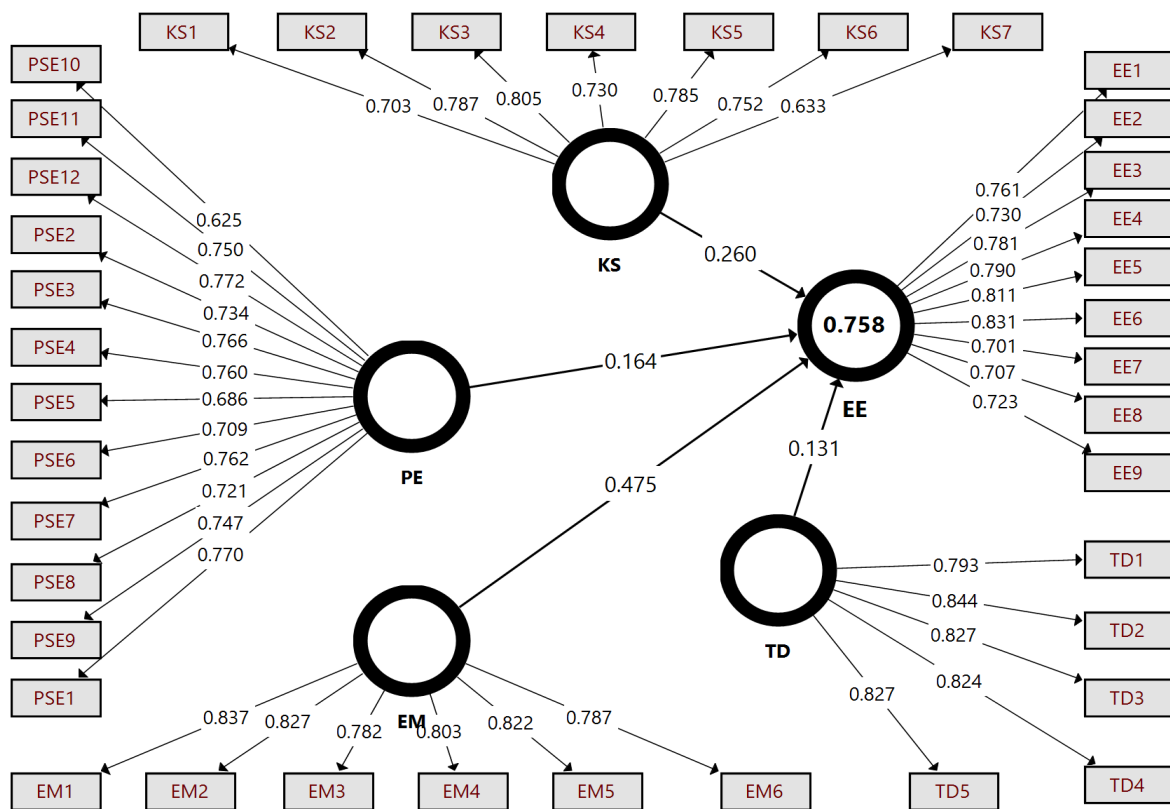 KS1 KS2 KS3 KS4 KS5 KS6 KS7
0.703 0.787 0.805 0.730 0.785 0.752 0.633
KS
PSE10
PSE11
PSE12
PSE2
PSE3
PSE4
PSE5
PSE6
PSE7
PSE8
PSE9
PSE1
0.625
0.750
0.772
0.734
0.766
0.760
0.686
0.709
0.762
0.721
0.747
0.770
PE
0.260
0.164
0.475
0.131
0.758
EE
0.761
0.730
0.781
0.790
0.811
0.831
0.701
0.707
0.723
EE1
EE2
EE3
EE4
EE5
EE6
EE7
EE8
EE9
TD
0.793
0.844
0.827
0.824
0.827
TD1
TD2
TD3
TD4
TD5
EM
0.837 0.827 0.782 0.803 0.822 0.787
EM1 EM2 EM3 EM4 EM5 EM6